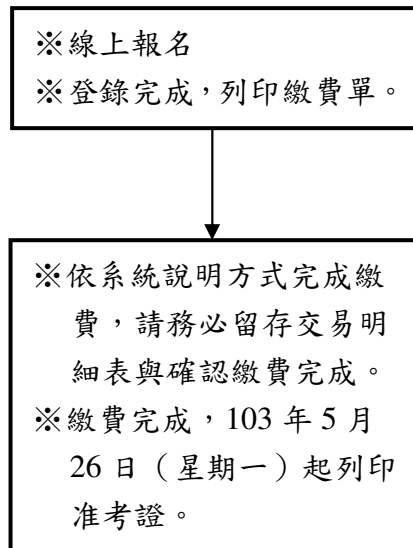 ※線上報名
※登錄完成，列印繳費單。
※依系統說明方式完成繳
費，請務必留存交易明
細表與確認繳費完成。
※繳費完成，103 年 5 月
26 日（星期一）起列印
准考證。